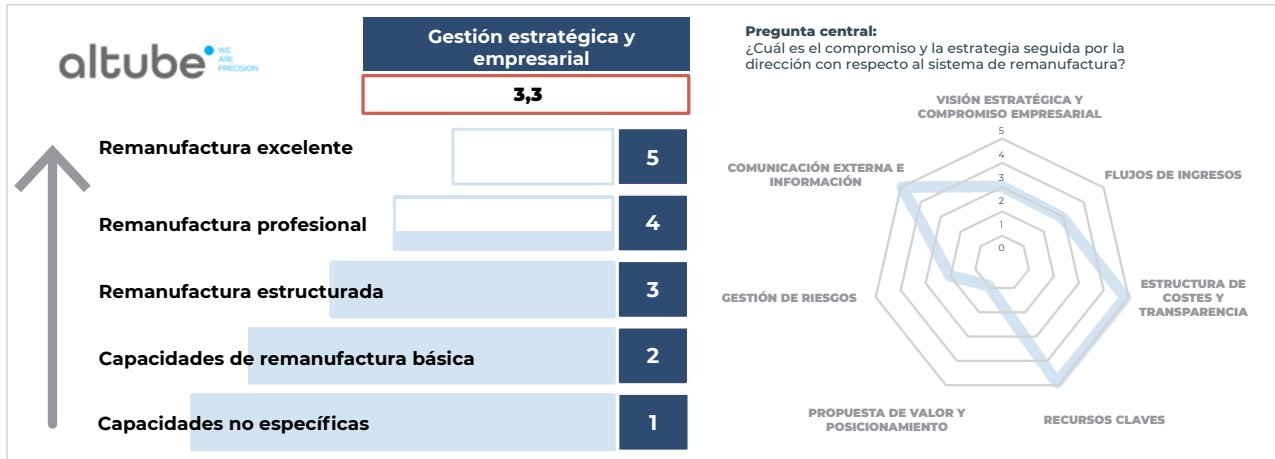 altube
WE
ARE
PRECISION
Gestión estratégica y
empresarial
3,3
Remanufactura excelente
5
Remanufactura profesional
4
Remanufactura estructurada
3
Capacidades de remanufactura básica
2
Capacidades no específicas
1
Pregunta central:
¿Cuál es el compromiso y la estrategia seguida por la
dirección con respecto al sistema de remanufactura?
VISIÓN ESTRATÉGICA Y
COMPROMISO EMPRESARIAL
5
4
3
2
1
0
COMUNICACIÓN EXTERNA E
INFORMACIÓN
FLUJOS DE INGRESOS
GESTIÓN DE RIESGOS
ESTRUCTURA DE
COSTES Y
TRANSPARENCIA
PROPUESTA DE VALOR Y
POSICIONAMIENTO
RECURSOS CLAVES